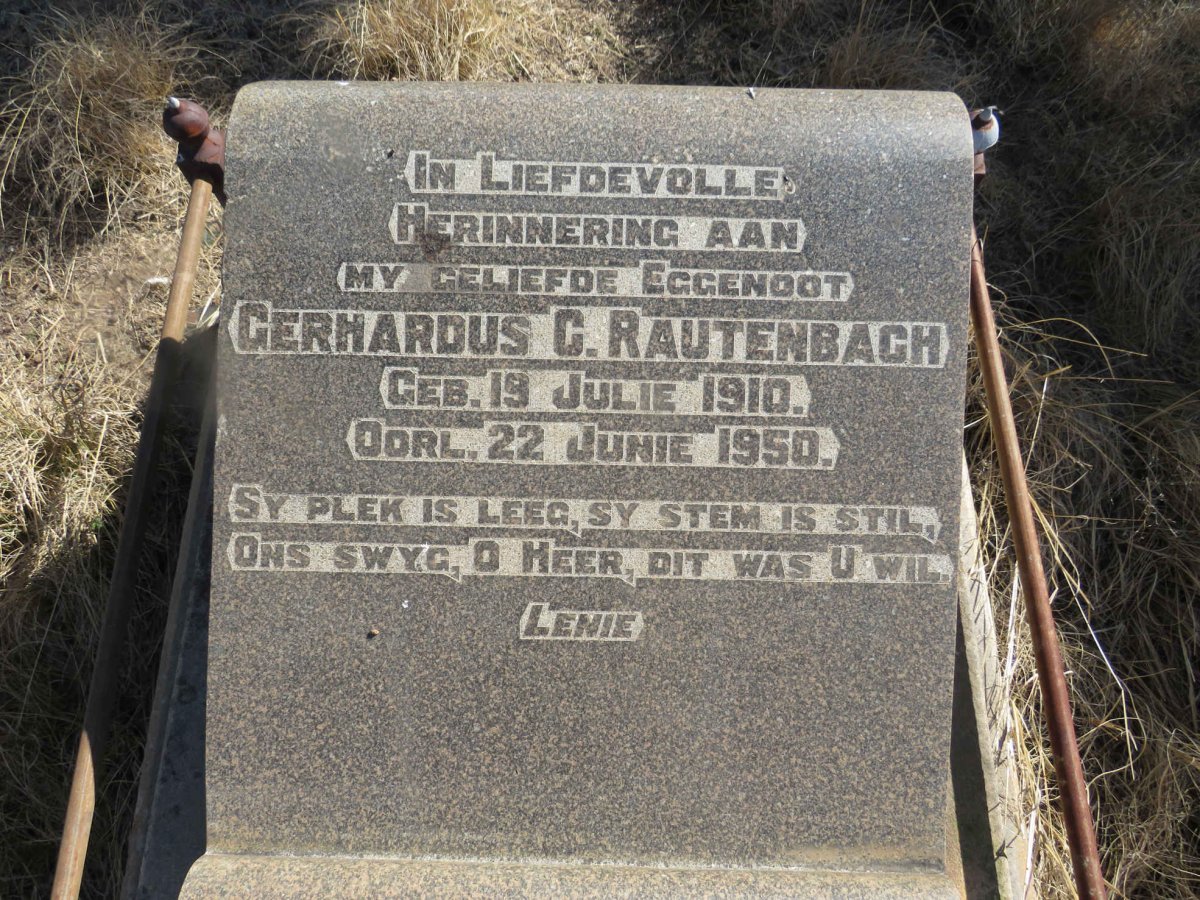 In Liefdevolle
Herinnering aan
my geliefde Eggenoot
Gerhardus C. Rautenbach
Geb. 19 Julie 1910.
Oorl. 22 Junie 1950.
Sy plek is leeg, sy stem is stil,
Ons swyg, O Heer, dit was U wil.
Lenie